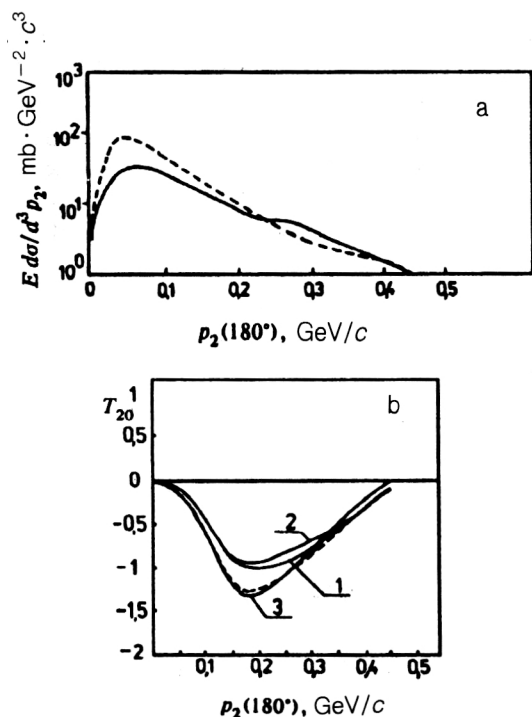 E dσ/d³p₂, mb · GeV⁻² · c³
a
10³
10²
10¹
10⁰
0 0,1 0,2 0,3 0,4 0,5
p₂(180°), GeV/c
b
T₂₀
1
0,5
0
−0,5
−1
−1,5
−2
2
1
3
0,1 0,2 0,3 0,4 0,5
p₂(180°), GeV/c